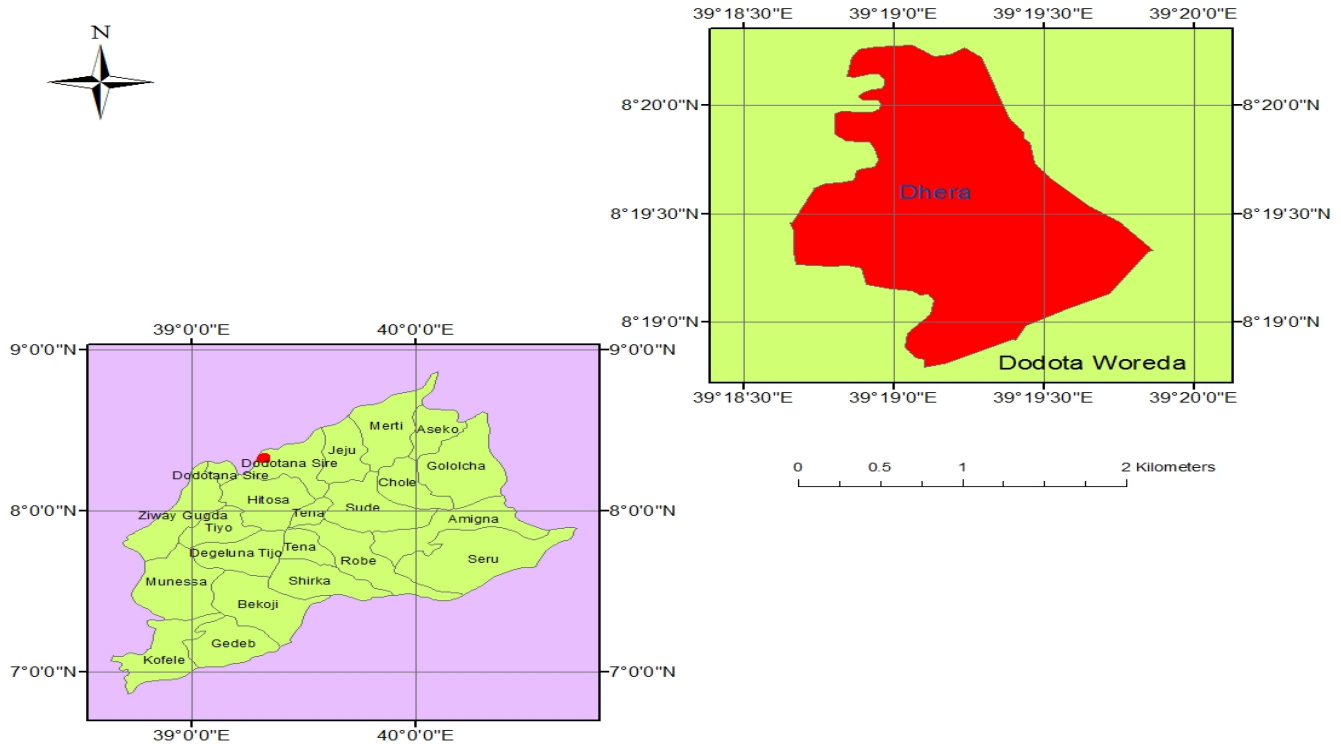 N
39°18'30"E 39°19'0"E 39°19'30"E 39°20'0"E
8°20'0"N 8°20'0"N
Dhera
8°19'30"N 8°19'30"N
8°19'0"N 8°19'0"N
Dodota Woreda
39°18'30"E 39°19'0"E 39°19'30"E 39°20'0"E
0 0.5 1 2 Kilometers
39°0'0"E 40°0'0"E
9°0'0"N 9°0'0"N
Merti
Aseko
Jeju
Dodotana Sire
Gololcha
Dodotana Sire
Chole
Hitosa
Sude
Tena
8°0'0"N 8°0'0"N
Ziway Gugda
Amigna
Tiyo
Tena
Degeluna Tijo
Robe
Seru
Munessa
Shirka
Bekoji
Gedeb
Kofele
7°0'0"N 7°0'0"N
39°0'0"E 40°0'0"E